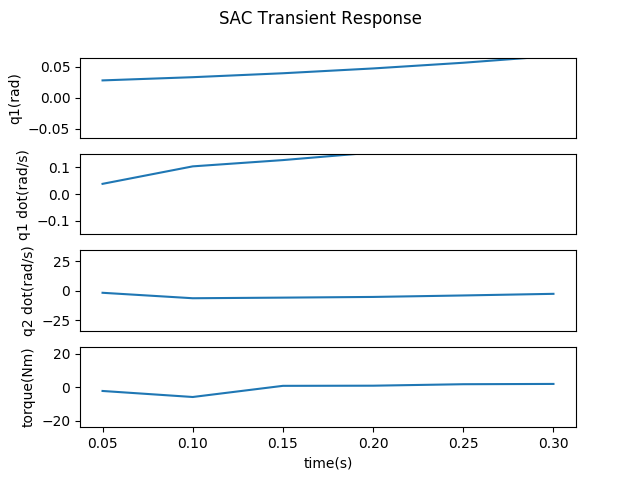 SAC Transient Response
0.05
0.00
−0.05
q1(rad)
0.1
0.0
−0.1
q1 dot(rad/s)
25
0
−25
q2 dot(rad/s)
20
0
−20
torque(Nm)
0.05 0.10 0.15 0.20 0.25 0.30
time(s)